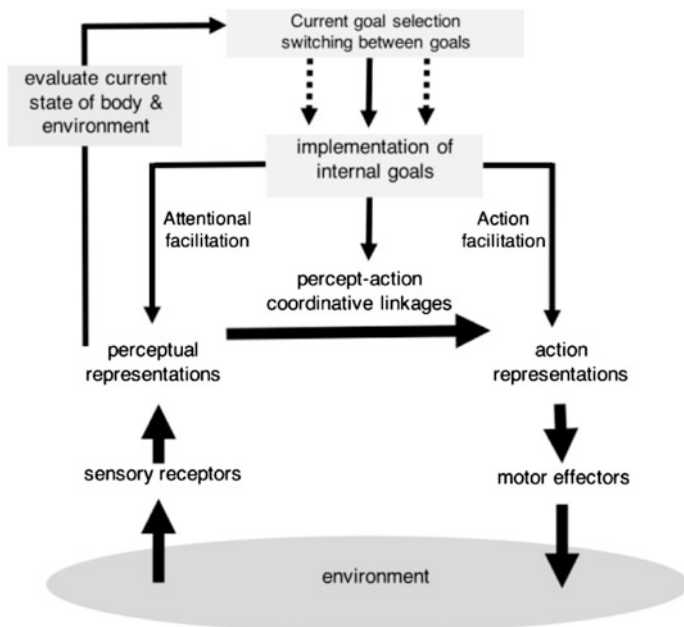 Current goal selection
switching between goals
evaluate current
state of body &
environment
implementation of
internal goals
Attentional
facilitation
Action
facilitation
percept-action
coordinative linkages
perceptual
representations
action
representations
sensory receptors
motor effectors
environment